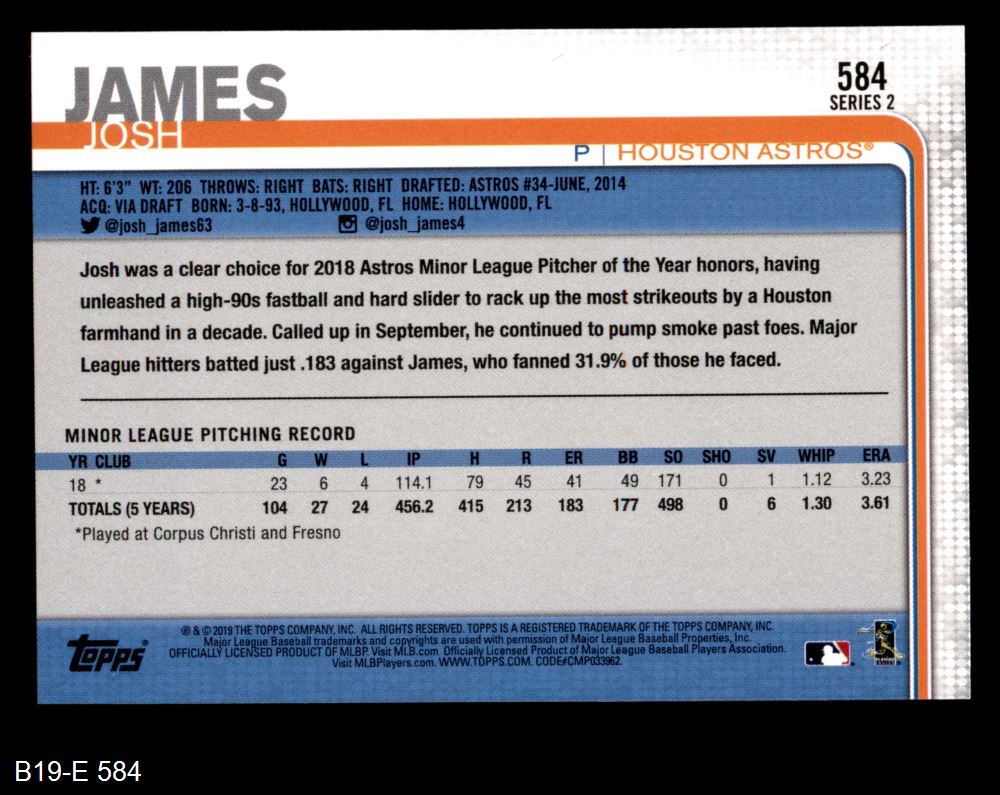 JAMES
JOSH
584
SERIES 2
P | HOUSTON ASTROS®
HT: 6'3" WT: 206 THROWS: RIGHT BATS: RIGHT DRAFTED: ASTROS #34-JUNE, 2014
ACQ: VIA DRAFT BORN: 3-8-93, HOLLYWOOD, FL HOME: HOLLYWOOD, FL
@josh_james63 @josh_james4
Josh was a clear choice for 2018 Astros Minor League Pitcher of the Year honors, having
unleashed a high-90s fastball and hard slider to rack up the most strikeouts by a Houston
farmhand in a decade. Called up in September, he continued to pump smoke past foes. Major
League hitters batted just .183 against James, who fanned 31.9% of those he faced.
MINOR LEAGUE PITCHING RECORD
YR CLUB G W L IP H R ER BB SO SHO SV WHIP ERA
18 * 23 6 4 114.1 79 45 41 49 171 0 1 1.12 3.23
TOTALS (5 YEARS) 104 27 24 456.2 415 213 183 177 498 0 6 1.30 3.61
*Played at Corpus Christi and Fresno
Topps®
® & © 2019 THE TOPPS COMPANY, INC. ALL RIGHTS RESERVED. TOPPS IS A REGISTERED TRADEMARK OF THE TOPPS COMPANY, INC.
Major League Baseball trademarks and copyrights are used with permission of Major League Baseball Properties, Inc.
OFFICIALLY LICENSED PRODUCT OF MLBP. Visit MLB.com. Officially Licensed Product of Major League Baseball Players Association.
Visit MLBPlayers.com. WWW.TOPPS.COM. CODE#CMP033962.
B19-E 584